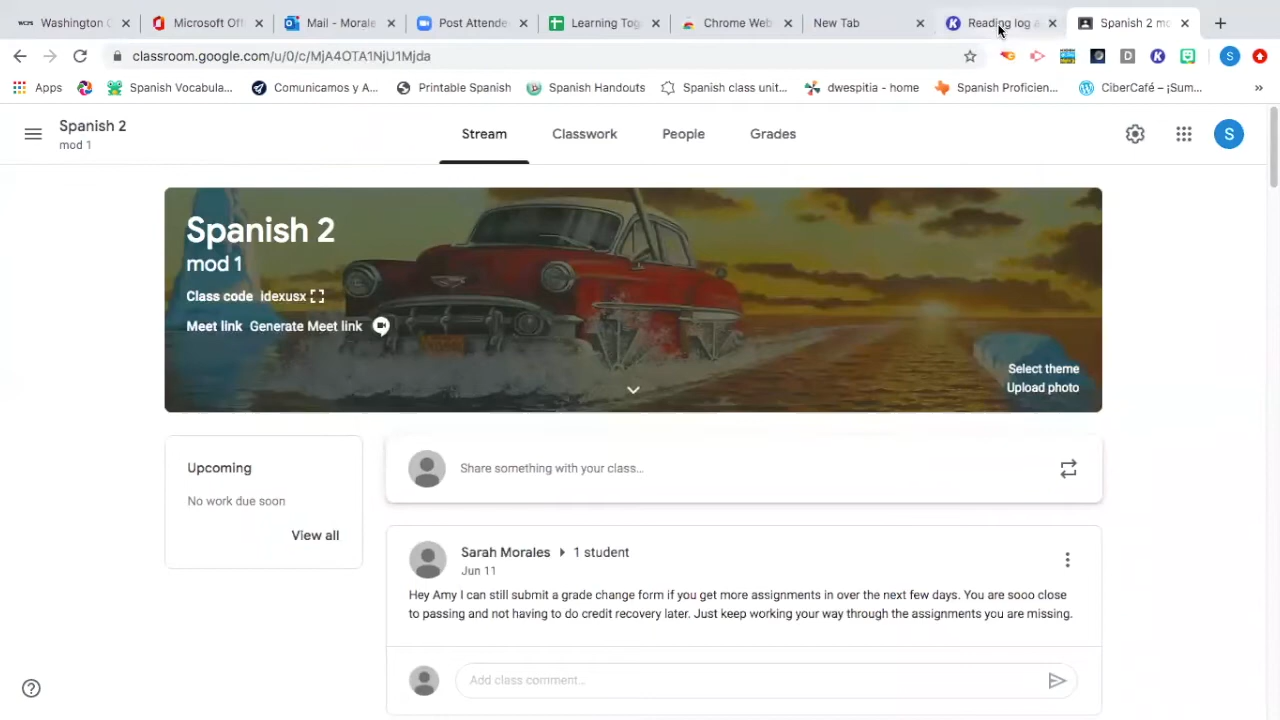 Washington C
Microsoft Off
Mail - Morale
Post Attende
Learning Tog
Chrome Web
New Tab
Reading log a
Spanish 2 mo
classroom.google.com/u/0/c/MjA4OTA1NjU1Mjda
S
Apps
Spanish Vocabula...
Comunicamos y A...
Printable Spanish
Spanish Handouts
Spanish class unit...
dwespitia - home
Spanish Proficien...
CiberCafé – ¡Sum...
»
Spanish 2
mod 1
Stream
Classwork
People
Grades
S
Spanish 2
mod 1
Class code idexusx
Meet link Generate Meet link
Select theme
Upload photo
Upcoming
No work due soon
View all
Share something with your class...
Sarah Morales ▸ 1 student
Jun 11
Hey Amy I can still submit a grade change form if you get more assignments in over the next few days. You are sooo close
to passing and not having to do credit recovery later. Just keep working your way through the assignments you are missing.
Add class comment...